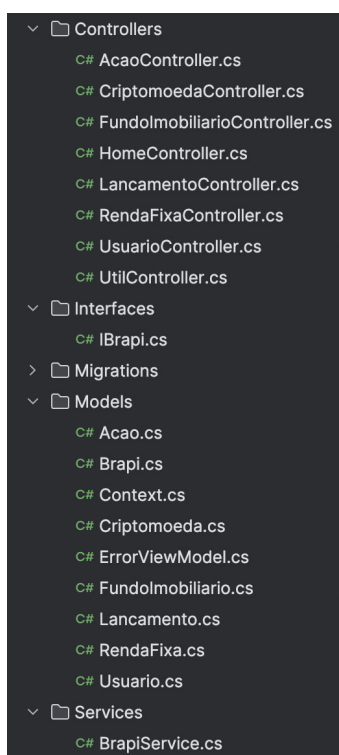 Controllers
C# AcaoController.cs
C# CriptomoedaController.cs
C# FundoImobiliarioController.cs
C# HomeController.cs
C# LancamentoController.cs
C# RendaFixaController.cs
C# UsuarioController.cs
C# UtilController.cs
Interfaces
C# IBrapi.cs
Migrations
Models
C# Acao.cs
C# Brapi.cs
C# Context.cs
C# Criptomoeda.cs
C# ErrorViewModel.cs
C# FundoImobiliario.cs
C# Lancamento.cs
C# RendaFixa.cs
C# Usuario.cs
Services
C# BrapiService.cs